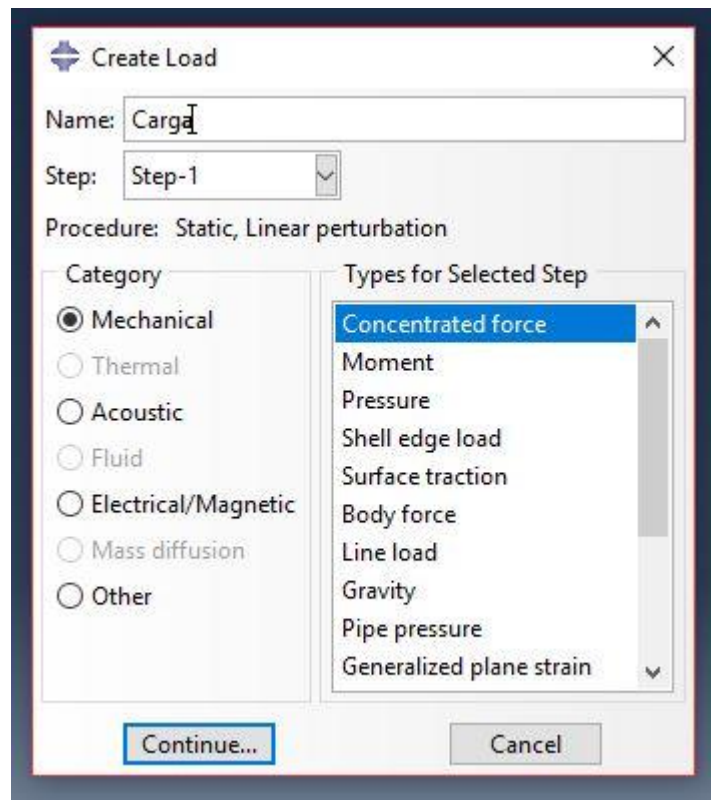 Create Load
Name: Carga
Step: Step-1
Procedure: Static, Linear perturbation
Category
Mechanical
Thermal
Acoustic
Fluid
Electrical/Magnetic
Mass diffusion
Other
Types for Selected Step
Concentrated force
Moment
Pressure
Shell edge load
Surface traction
Body force
Line load
Gravity
Pipe pressure
Generalized plane strain
Continue...
Cancel